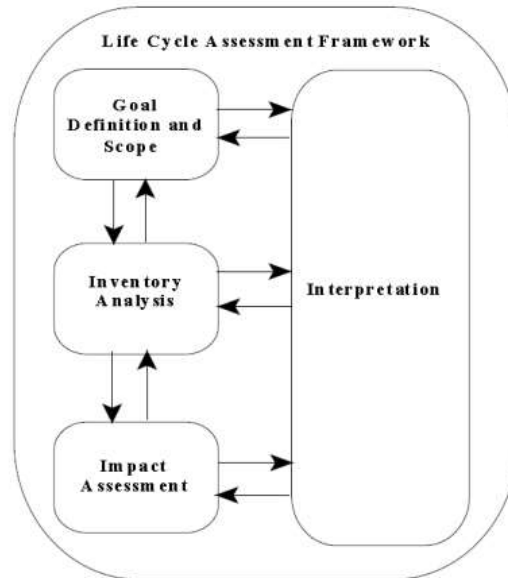 Life Cycle Assessment Framework
Goal
Definition and
Scope
Inventory
Analysis
Interpretation
Impact
Assessment